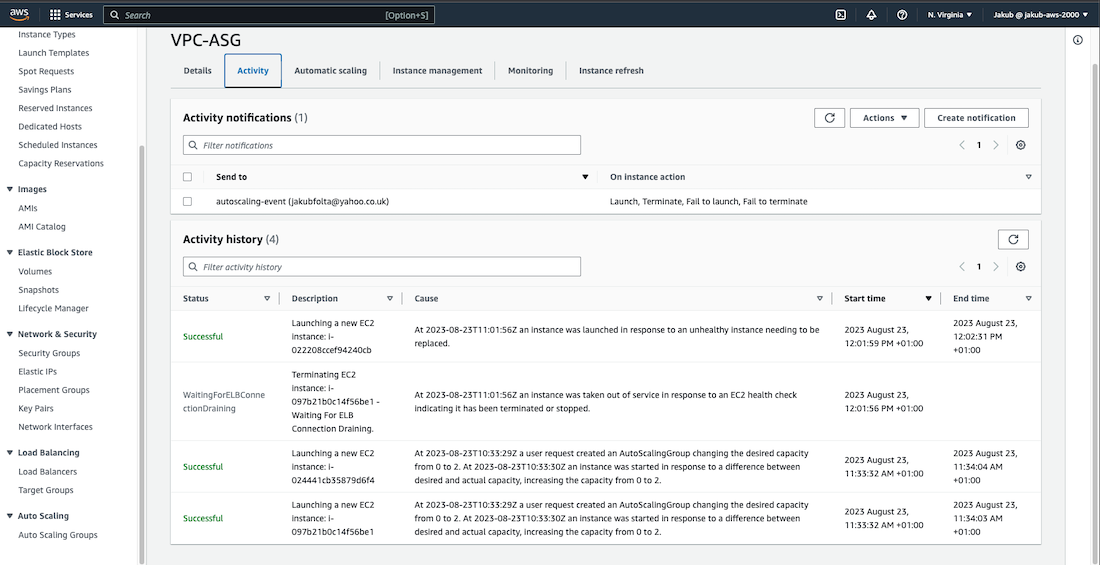 aws
Services
Search
[Option+S]
N. Virginia
Jakub @ jakub-aws-2000
Instance Types
Launch Templates
Spot Requests
Savings Plans
Reserved Instances
Dedicated Hosts
Scheduled Instances
Capacity Reservations
Images
AMIs
AMI Catalog
Elastic Block Store
Volumes
Snapshots
Lifecycle Manager
Network & Security
Security Groups
Elastic IPs
Placement Groups
Key Pairs
Network Interfaces
Load Balancing
Load Balancers
Target Groups
Auto Scaling
Auto Scaling Groups
VPC-ASG
Details
Activity
Automatic scaling
Instance management
Monitoring
Instance refresh
Activity notifications (1)
Actions
Create notification
Filter notifications
1
Send to
On instance action
autoscaling-event (jakubfolta@yahoo.co.uk)
Launch, Terminate, Fail to launch, Fail to terminate
Activity history (4)
Filter activity history
1
Status
Description
Cause
Start time
End time
Successful
Launching a new EC2
instance: i-
022208ccef94240cb
At 2023-08-23T11:01:56Z an instance was launched in response to an unhealthy instance needing to be
replaced.
2023 August 23,
12:01:59 PM +01:00
2023 August 23,
12:02:31 PM
+01:00
WaitingForELBConne
ctionDraining
Terminating EC2
instance: i-
097b21b0c14f56be1 -
Waiting For ELB
Connection Draining.
At 2023-08-23T11:01:56Z an instance was taken out of service in response to an EC2 health check
indicating it has been terminated or stopped.
2023 August 23,
12:01:56 PM +01:00
Successful
Launching a new EC2
instance: i-
024441cb35879d6f4
At 2023-08-23T10:33:29Z a user request created an AutoScalingGroup changing the desired capacity
from 0 to 2. At 2023-08-23T10:33:30Z an instance was started in response to a difference between
desired and actual capacity, increasing the capacity from 0 to 2.
2023 August 23,
11:33:32 AM +01:00
2023 August 23,
11:34:04 AM
+01:00
Successful
Launching a new EC2
instance: i-
097b21b0c14f56be1
At 2023-08-23T10:33:29Z a user request created an AutoScalingGroup changing the desired capacity
from 0 to 2. At 2023-08-23T10:33:30Z an instance was started in response to a difference between
desired and actual capacity, increasing the capacity from 0 to 2.
2023 August 23,
11:33:32 AM +01:00
2023 August 23,
11:34:03 AM
+01:00